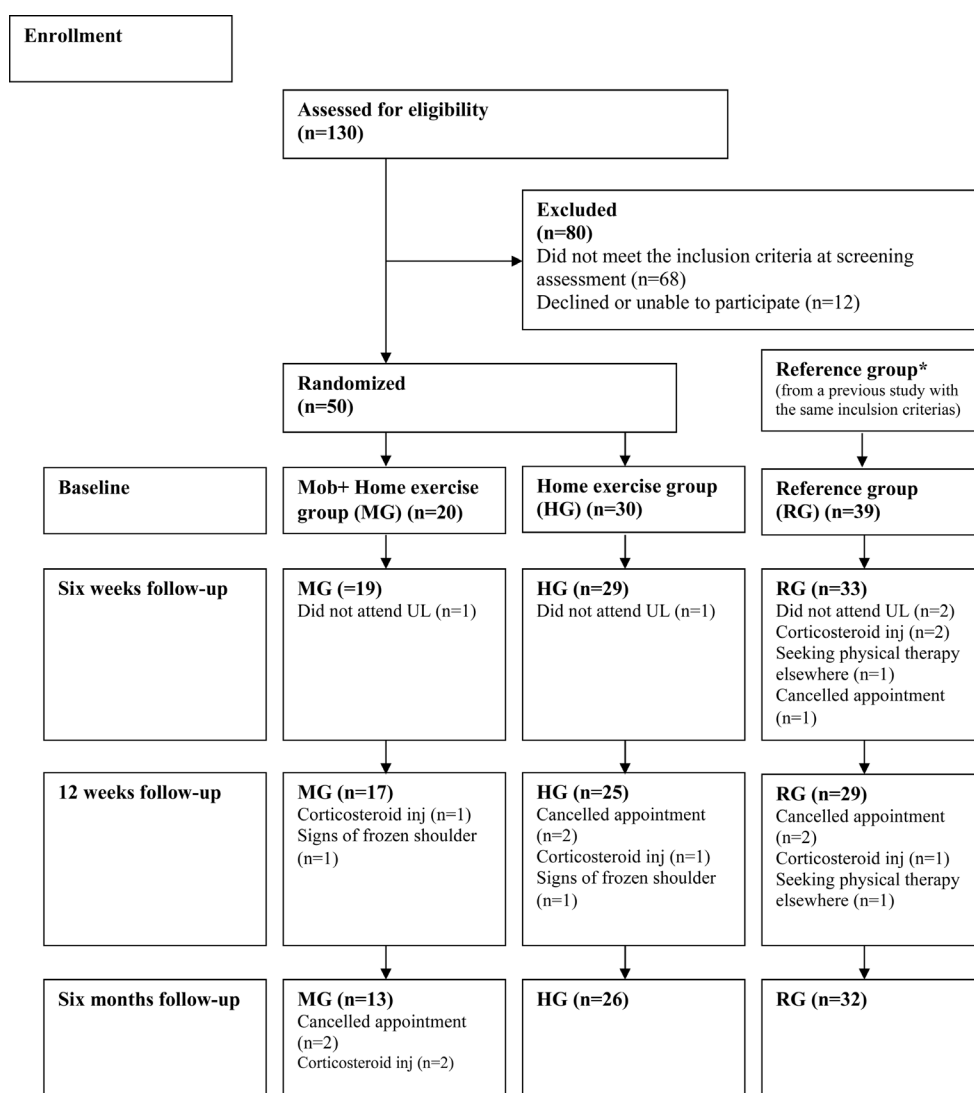 Enrollment
Assessed for eligibility
(n=130)
Excluded
(n=80)
Did not meet the inclusion criteria at screening
assessment (n=68)
Declined or unable to participate (n=12)
Randomized
(n=50)
Reference group*
(from a previous study with
the same inculsion criterias)
Baseline
Mob+ Home exercise
group (MG) (n=20)
Home exercise group
(HG) (n=30)
Reference group
(RG) (n=39)
Six weeks follow-up
MG (=19)
Did not attend UL (n=1)
HG (n=29)
Did not attend UL (n=1)
RG (n=33)
Did not attend UL (n=2)
Corticosteroid inj (n=2)
Seeking physical therapy
elsewhere (n=1)
Cancelled appointment
(n=1)
12 weeks follow-up
MG (n=17)
Corticosteroid inj (n=1)
Signs of frozen shoulder
(n=1)
HG (n=25)
Cancelled appointment
(n=2)
Corticosteroid inj (n=1)
Signs of frozen shoulder
(n=1)
RG (n=29)
Cancelled appointment
(n=2)
Corticosteroid inj (n=1)
Seeking physical therapy
elsewhere (n=1)
Six months follow-up
MG (n=13)
Cancelled appointment
(n=2)
Corticosteroid inj (n=2)
HG (n=26)
RG (n=32)